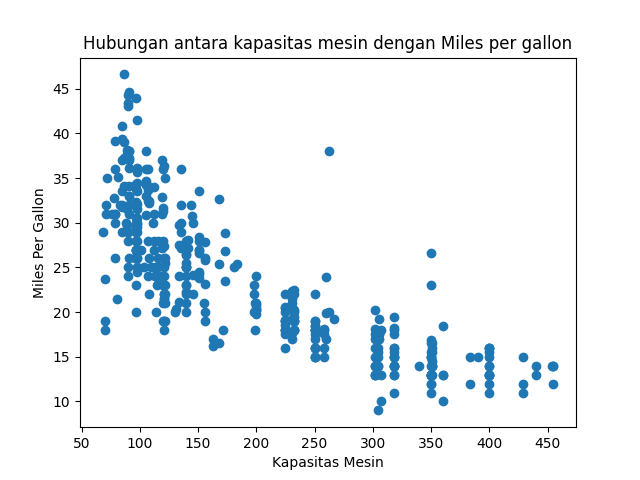 Hubungan antara kapasitas mesin dengan Miles per gallon
Miles Per Gallon
45
40
35
30
25
20
15
10
50 100 150 200 250 300 350 400 450
Kapasitas Mesin